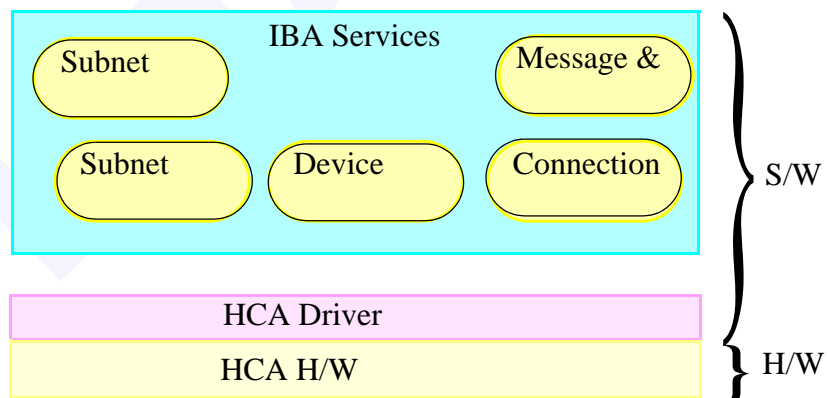 IBA Services
Subnet
Message &
Subnet
Device
Connection
S/W
HCA Driver
HCA H/W
H/W